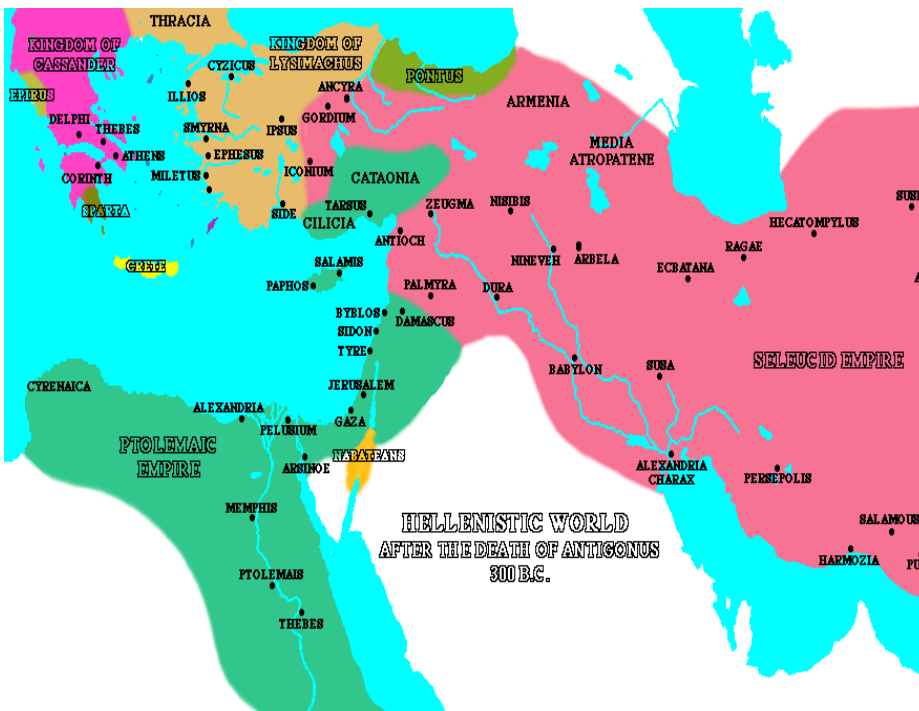 THRACIA
KINGDOM OF
CASSANDER
KINGDOM OF
LYSIMACHUS
CYZICUS
PONTUS
EPIRUS
ILLIOS
ANCYRA
ARMENIA
DELPHI
THEBES
GORDIUM
SMYRNA
IPSUS
MEDIA
ATROPATENE
ATHENS
EPHESUS
CORINTH
MILETUS
ICONIUM
CATAONIA
SPARTA
SIDE
TARSUS
CILICIA
ZEUGMA
NISIBIS
SUSI
HECATOMPYLUS
ANTIOCH
RAGAE
CRETE
SALAMIS
NINEVEH
ARBELA
ECBATANA
A
PAPHOS
PALMYRA
DURA
BYBLOS
DAMASCUS
SIDON
TYRE
BABYLON
SUSA
SELEUCID EMPIRE
CYRENAICA
JERUSALEM
ALEXANDRIA
GAZA
PELUSIUM
PTOLEMAIC
EMPIRE
NABATEANS
ARSINOE
ALEXANDRIA
CHARAX
PERSEPOLIS
MEMPHIS
HELLENISTIC WORLD
AFTER THE DEATH OF ANTIGONUS
300 B.C.
SALAMOUS
HARMOZIA
PU
PTOLEMAIS
THEBES